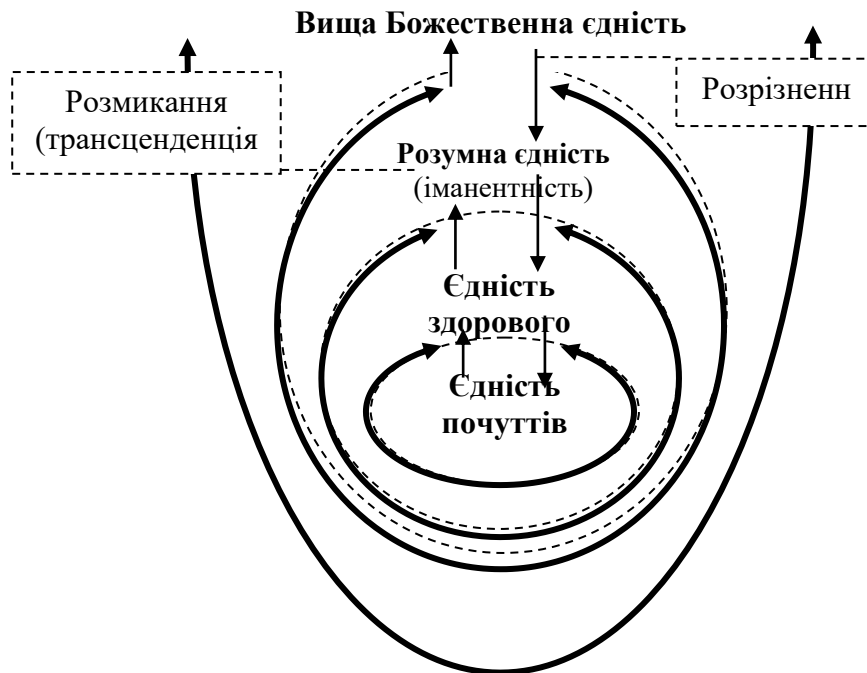 Вища Божественна єдність
Розмикання
(трансценденція
Розрізненн
Розумна єдність
(іманентність)
Єдність
здорового
Єдність
почуттів